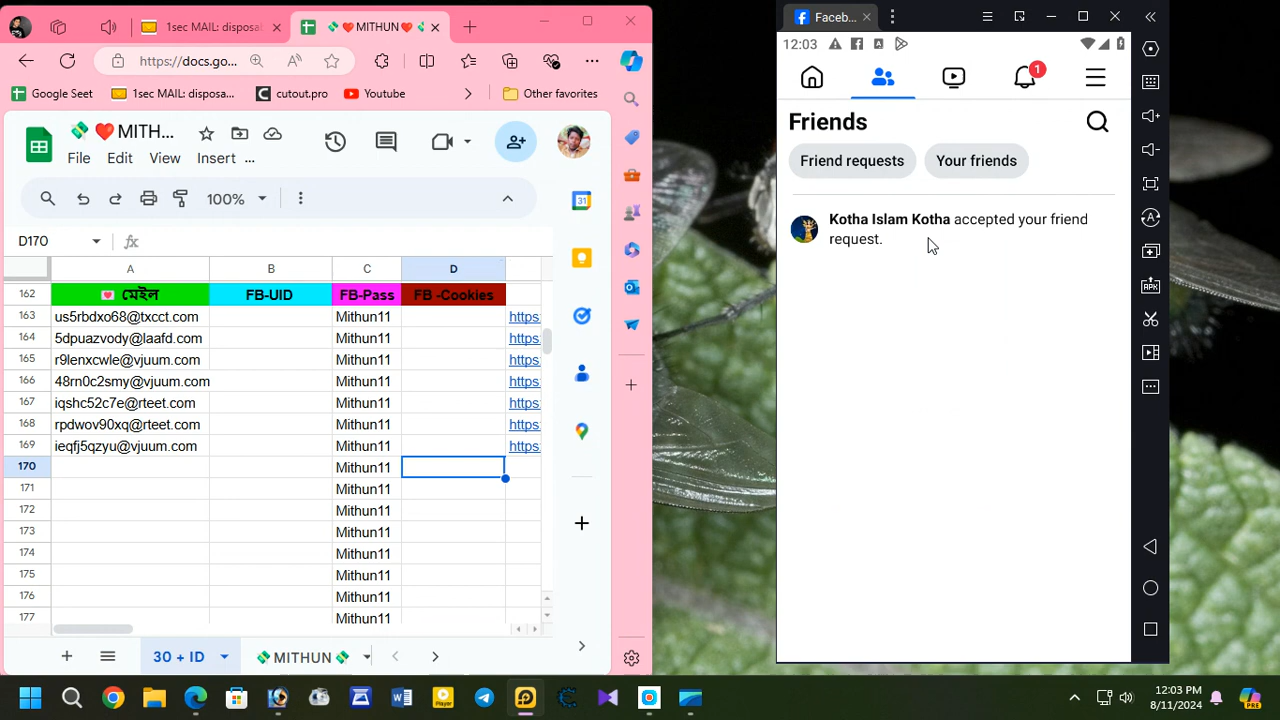 1sec MAIL: disposa
💸❤️MITHUN❤️💸
https://docs.go...
Google Seet
1sec MAIL: disposa...
cutout.pro
Youtube
Other favorites
💸❤️MITH...
File Edit View Insert ...
100%
D170
fx
A B C D
162 💌 মেইল FB-UID FB-Pass FB -Cookies
163 us5rbdxo68@txcct.com Mithun11 https:
164 5dpuazvody@laafd.com Mithun11 https:
165 r9lenxcwle@vjuum.com Mithun11 https:
166 48rn0c2smy@vjuum.com Mithun11 https:
167 iqshc52c7e@rteet.com Mithun11 https:
168 rpdwov90xq@rteet.com Mithun11 https:
169 ieqfj5qzyu@vjuum.com Mithun11 https:
170 Mithun11
171 Mithun11
172 Mithun11
173 Mithun11
174 Mithun11
175 Mithun11
176 Mithun11
177 Mithun11
30 + ID
💸MITHUN💸
Faceb...
12:03
1
Friends
Friend requests
Your friends
Kotha Islam Kotha accepted your friend
request.
APK
Player
12:03 PM
8/11/2024
PRE